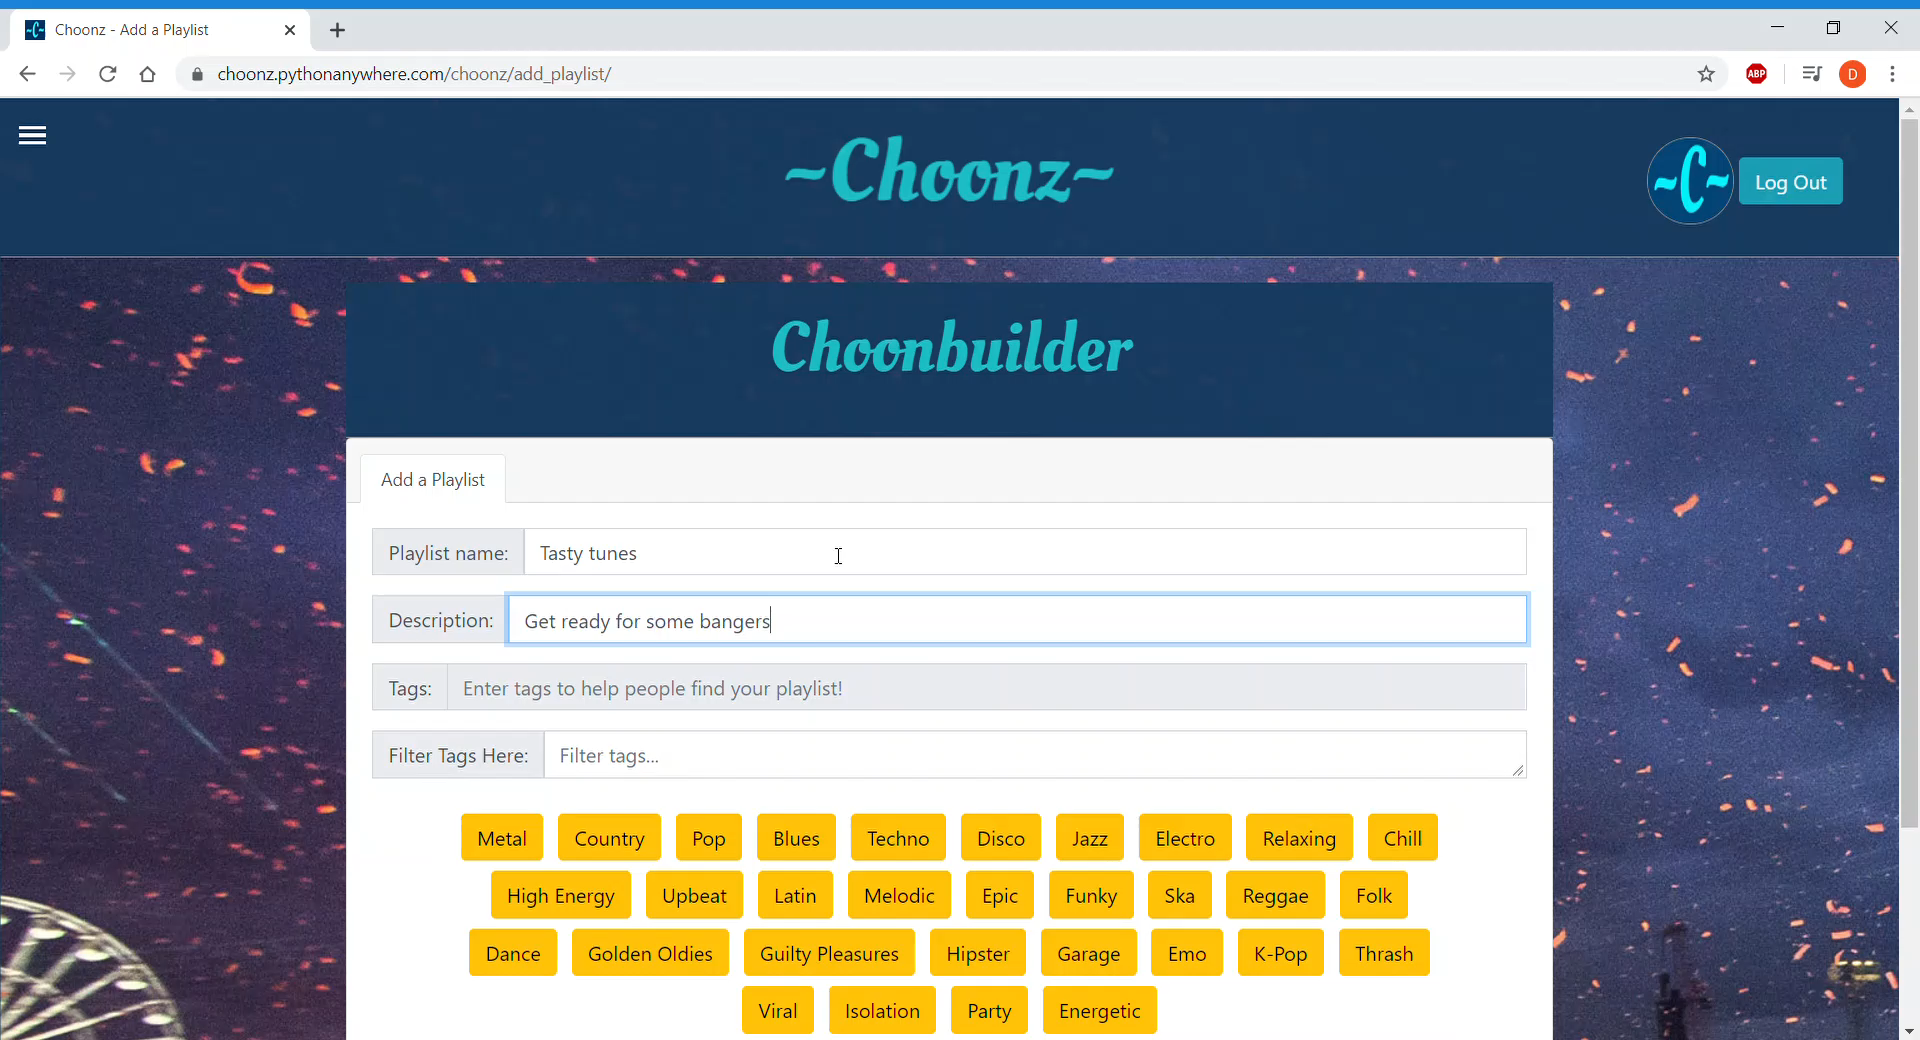 Choonz - Add a Playlist
choonz.pythonanywhere.com/choonz/add_playlist/
ABP
D
~Choonz~
~C~
Log Out
Choonbuilder
Add a Playlist
Playlist name: Tasty tunes
Description: Get ready for some bangers
Tags: Enter tags to help people find your playlist!
Filter Tags Here: Filter tags...
Metal Country Pop Blues Techno Disco Jazz Electro Relaxing Chill
High Energy Upbeat Latin Melodic Epic Funky Ska Reggae Folk
Dance Golden Oldies Guilty Pleasures Hipster Garage Emo K-Pop Thrash
Viral Isolation Party Energetic